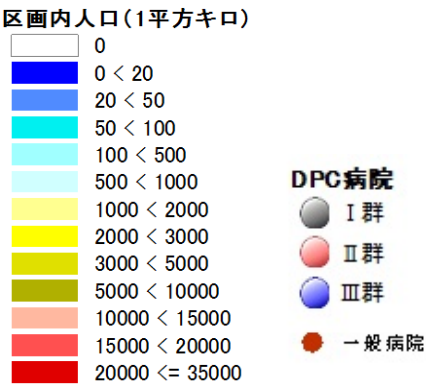 区画内人口(1平方キロ)
0
0 < 20
20 < 50
50 < 100
100 < 500
500 < 1000
1000 < 2000
2000 < 3000
3000 < 5000
5000 < 10000
10000 < 15000
15000 < 20000
20000 <= 35000
DPC病院
Ⅰ群
Ⅱ群
Ⅲ群
一般病院